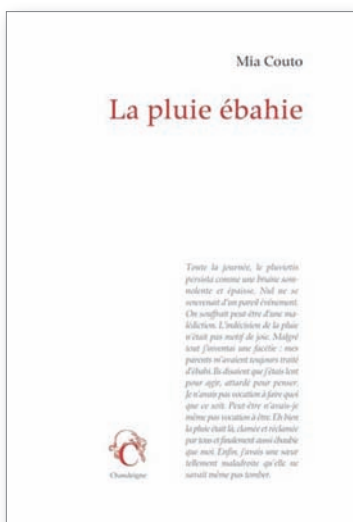 Mia Couto
La pluie ébahie
Toute la journée, le pluviotis
persista comme une bruine som-
nolente et épaisse. Nul ne se
souvenait d'un pareil événement.
On souffrait peut-être d'une ma-
lédiction. L'indécision de la pluie
n'était pas motif de joie. Malgré
tout j'inventai une facétie : mes
parents m'avaient toujours traité
d'ébahi. Ils disaient que j'étais lent
pour agir, attardé pour penser.
Je n'avais pas vocation à faire quoi
que ce soit. Peut-être n'avais-je
même pas vocation à être. Eh bien
la pluie était là, clamée et réclamée
par tous et finalement aussi ébahie
que moi. Enfin, j'avais une sœur
tellement maladroite qu'elle ne
savait même pas tomber.
C
Chandeigne